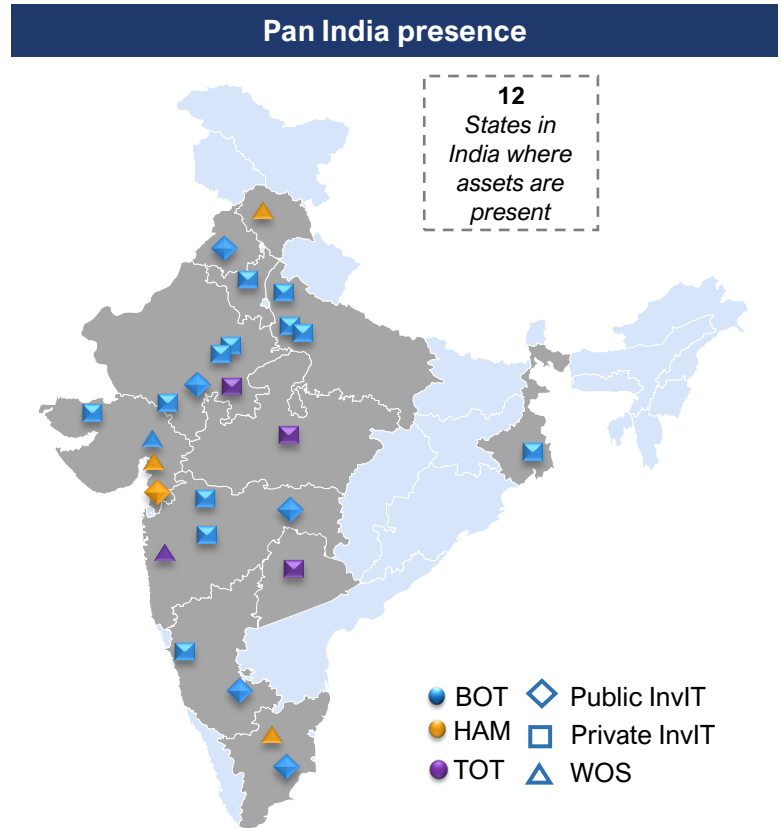 Pan India presence
12
States in
India where
assets are
present
BOT
HAM
TOT
Public InvIT
Private InvIT
WOS